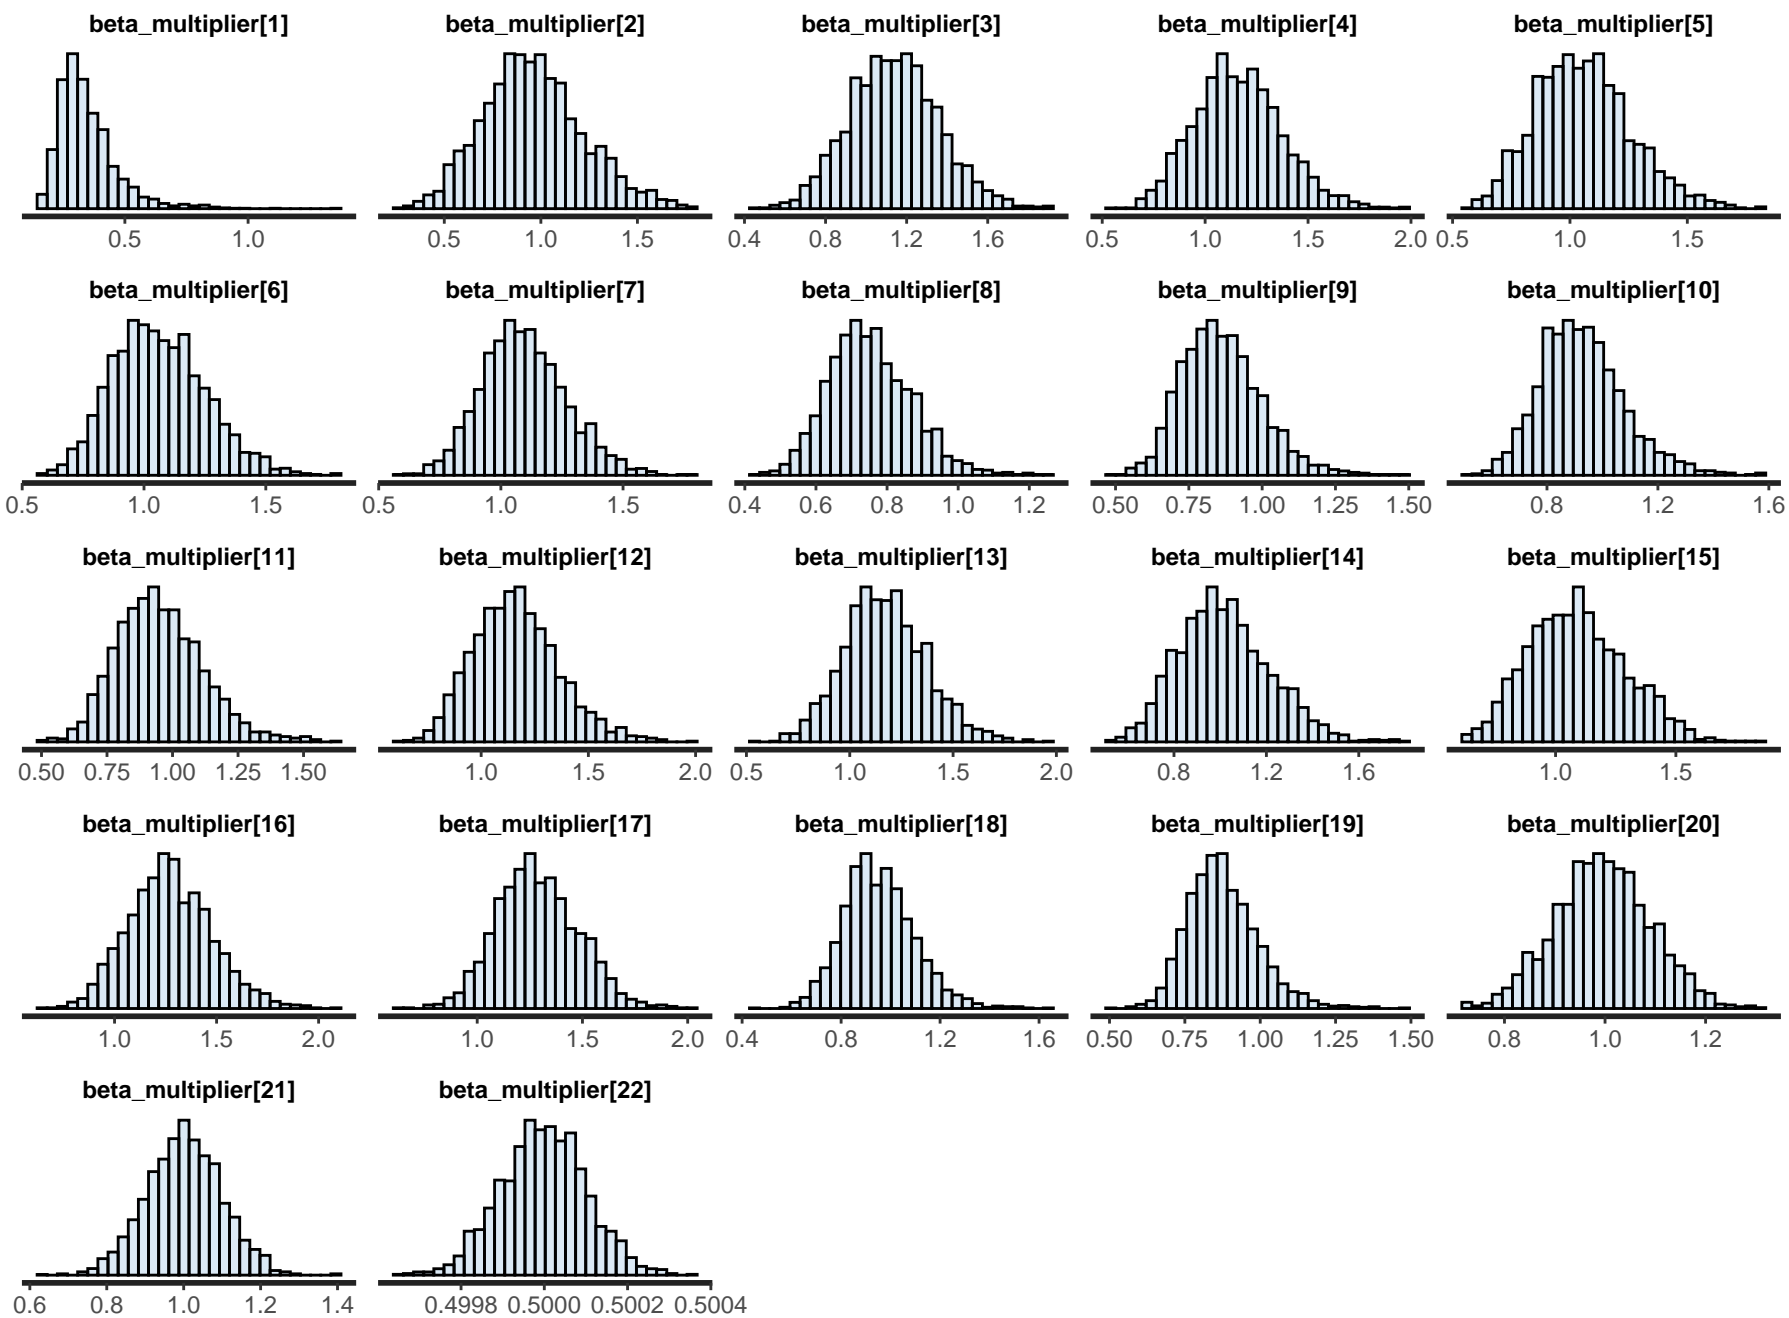 beta_multiplier[1] beta_multiplier[2] beta_multiplier[3] beta_multiplier[4] beta_multiplier[5]
0.5 1.0 0.5 1.0 1.5 0.4 0.8 1.2 1.6 0.5 1.0 1.5 2.0 0.5 1.0 1.5
beta_multiplier[6] beta_multiplier[7] beta_multiplier[8] beta_multiplier[9] beta_multiplier[10]
0.5 1.0 1.5 0.5 1.0 1.5 0.4 0.6 0.8 1.0 1.2 0.50 0.75 1.00 1.25 1.50 0.8 1.2 1.6
beta_multiplier[11] beta_multiplier[12] beta_multiplier[13] beta_multiplier[14] beta_multiplier[15]
0.50 0.75 1.00 1.25 1.50 1.0 1.5 2.0 0.5 1.0 1.5 2.0 0.8 1.2 1.6 1.0 1.5
beta_multiplier[16] beta_multiplier[17] beta_multiplier[18] beta_multiplier[19] beta_multiplier[20]
1.0 1.5 2.0 1.0 1.5 2.0 0.4 0.8 1.2 1.6 0.50 0.75 1.00 1.25 1.50 0.8 1.0 1.2
beta_multiplier[21] beta_multiplier[22]
0.6 0.8 1.0 1.2 1.4 0.4998 0.5000 0.5002 0.5004